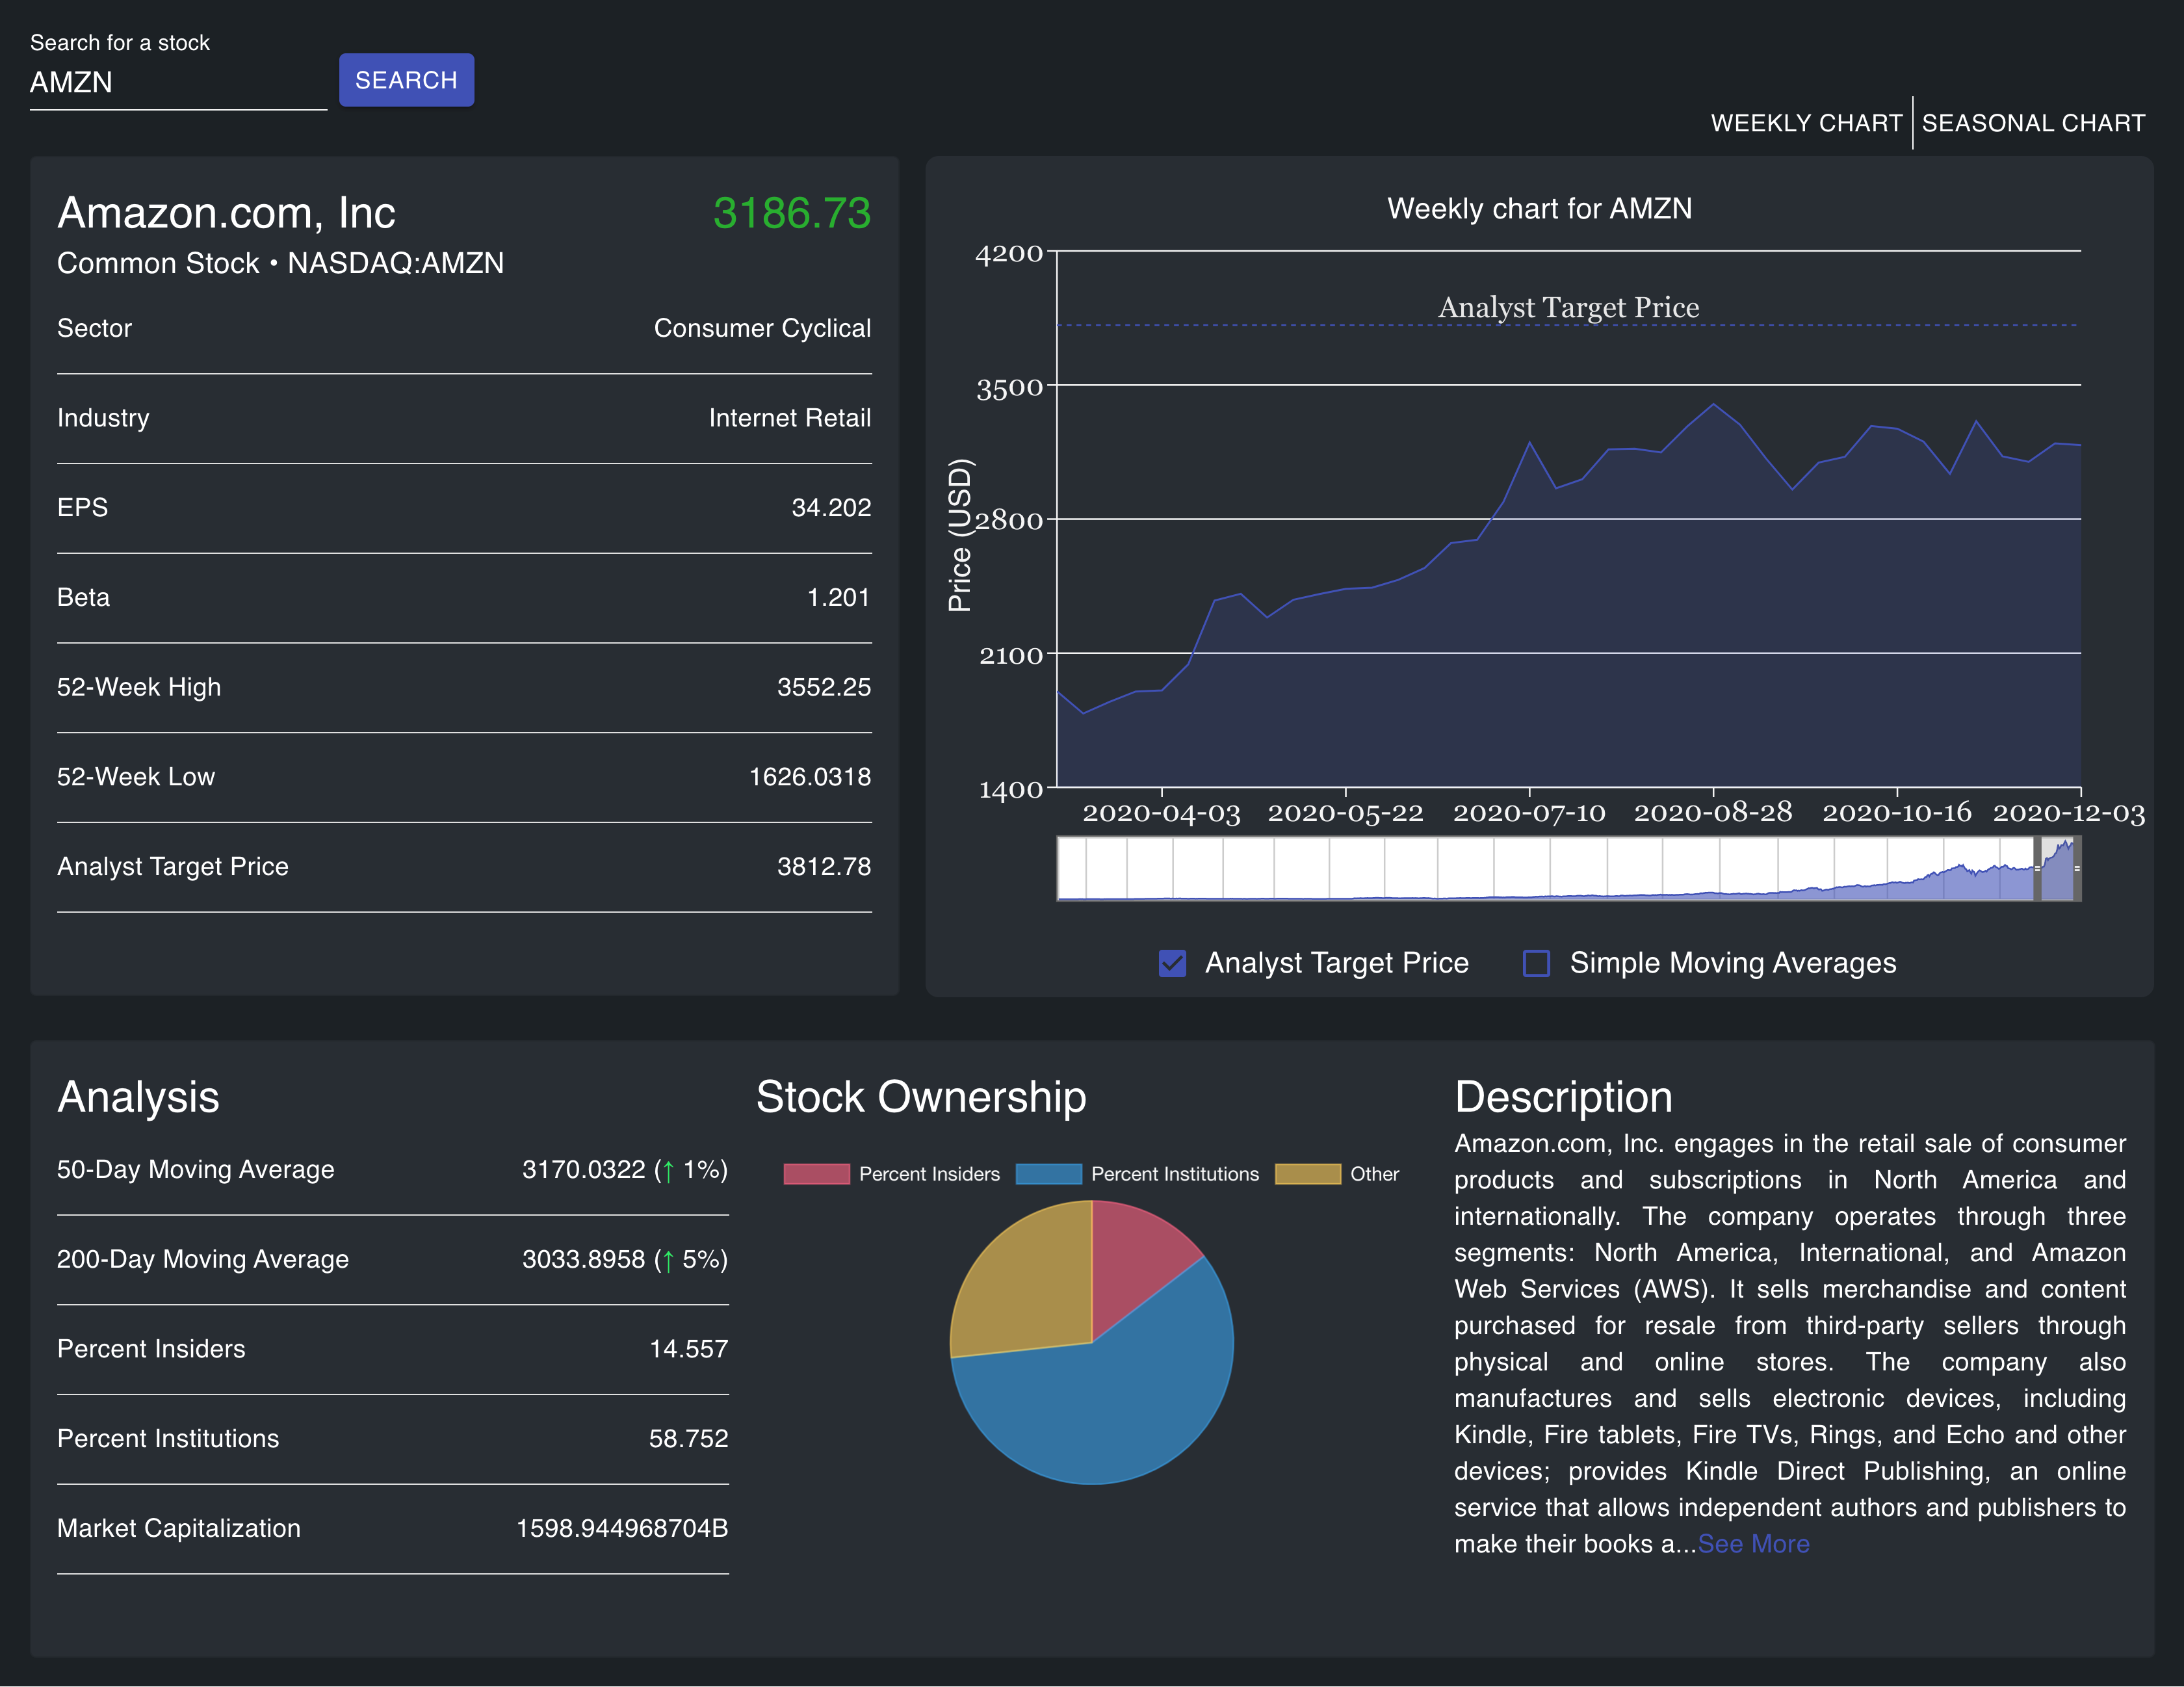 Search for a stock
AMZN
SEARCH
WEEKLY CHART
SEASONAL CHART
Amazon.com, Inc
3186.73
Common Stock • NASDAQ:AMZN
Sector
Consumer Cyclical
Industry
Internet Retail
EPS
34.202
Beta
1.201
52-Week High
3552.25
52-Week Low
1626.0318
Analyst Target Price
3812.78
Weekly chart for AMZN
4200
Analyst Target Price
3500
Price (USD)
2800
2100
1400
2020-04-03
2020-05-22
2020-07-10
2020-08-28
2020-10-16
2020-12-03
Analyst Target Price
Simple Moving Averages
Analysis
50-Day Moving Average
3170.0322 (↑ 1%)
200-Day Moving Average
3033.8958 (↑ 5%)
Percent Insiders
14.557
Percent Institutions
58.752
Market Capitalization
1598.944968704B
Stock Ownership
Percent Insiders
Percent Institutions
Other
Description
Amazon.com, Inc. engages in the retail sale of consumer
products and subscriptions in North America and
internationally. The company operates through three
segments: North America, International, and Amazon
Web Services (AWS). It sells merchandise and content
purchased for resale from third-party sellers through
physical and online stores. The company also
manufactures and sells electronic devices, including
Kindle, Fire tablets, Fire TVs, Rings, and Echo and other
devices; provides Kindle Direct Publishing, an online
service that allows independent authors and publishers to
make their books a...See More